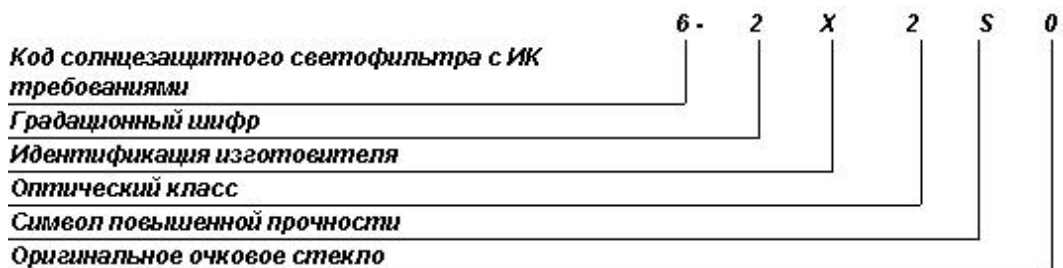 6- 2 X 2 S 0
Код солнцезащитного светофильтра с ИК
требованиями
Градационный шифр
Идентификация изготовителя
Оптический класс
Символ повышенной прочности
Оригинальное очковое стекло